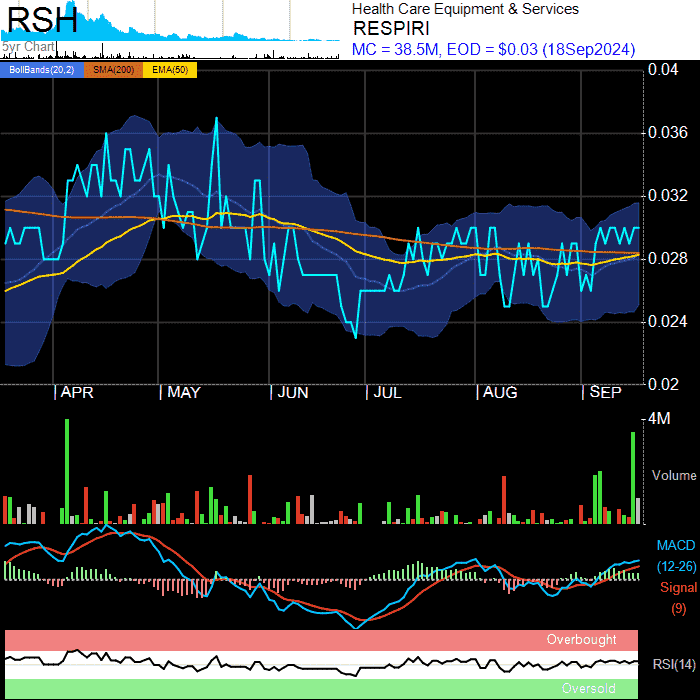 RSH
5yr Chart
Health Care Equipment & Services
RESPIRI
MC = 38.5M, EOD = $0.03 (18Sep2024)
BollBands(20,2) SMA(200) EMA(50)
0.04
0.036
0.032
0.028
0.024
0.02
APR MAY JUN JUL AUG SEP
4M
Volume
MACD
(12-26)
Signal
(9)
Overbought
RSI(14)
Oversold